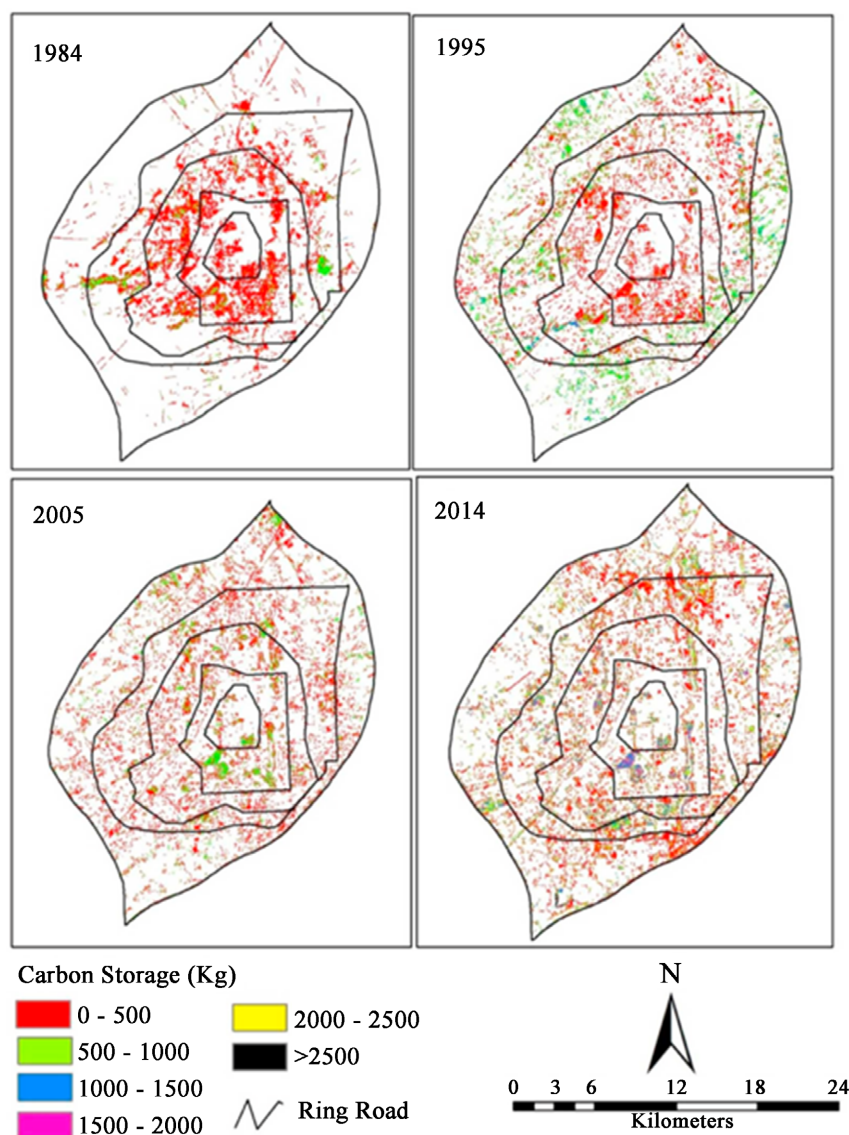 1984
1995
2005
2014
Carbon Storage (Kg)
0 - 500
500 - 1000
1000 - 1500
1500 - 2000
2000 - 2500
>2500
Ring Road
N
0 3 6 12 18 24
Kilometers